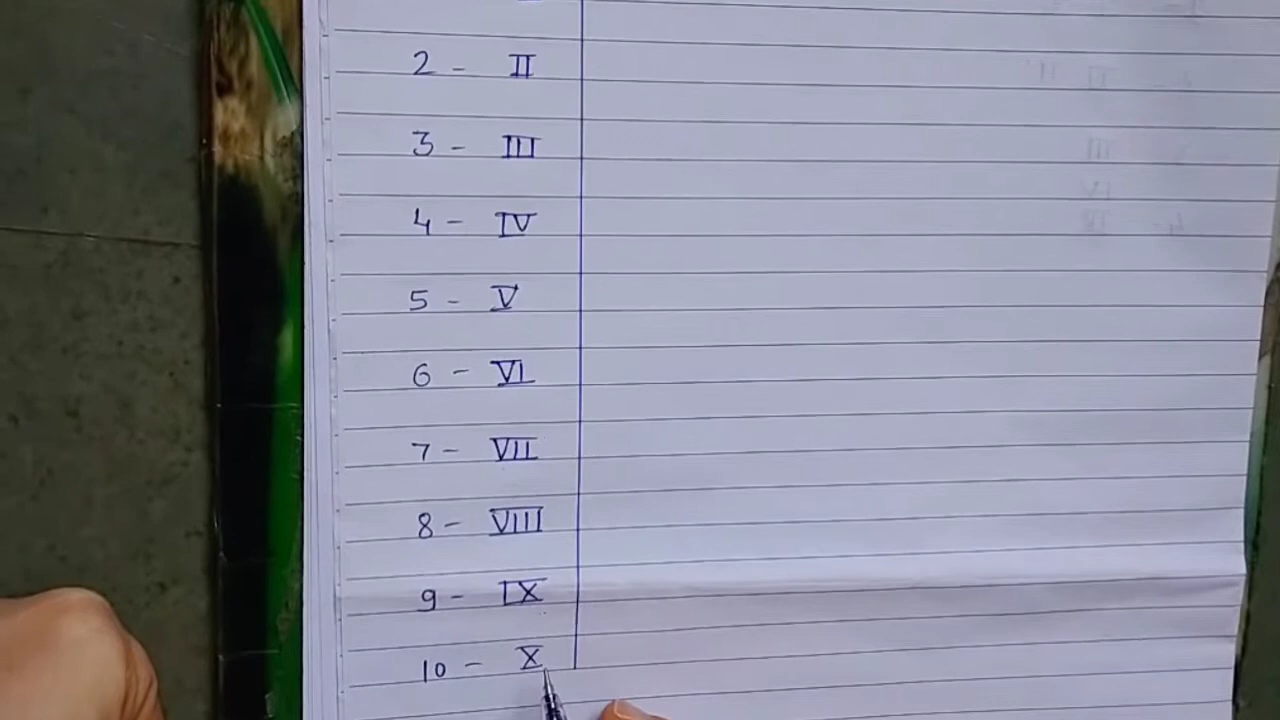 2 - II
3 - III
4 - IV
5 - V
6 - VI
7 - VII
8 - VIII
9 - IX
10 - X